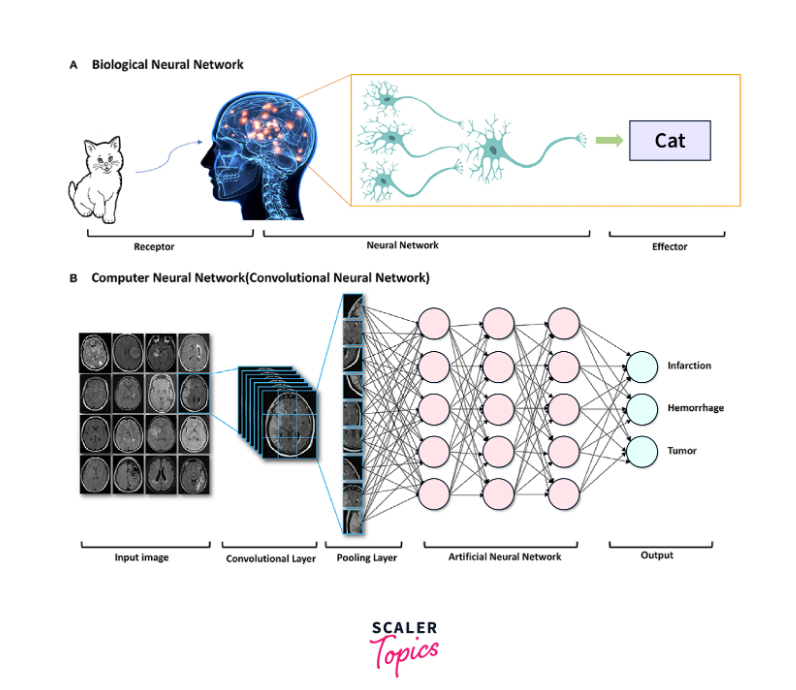 A Biological Neural Network
Cat
Receptor
Neural Network
Effector
B Computer Neural Network(Convolutional Neural Network)
Infarction
Hemorrhage
Tumor
Input image
Convolutional Layer
Pooling Layer
Artificial Neural Network
Output
SCALER
Topics